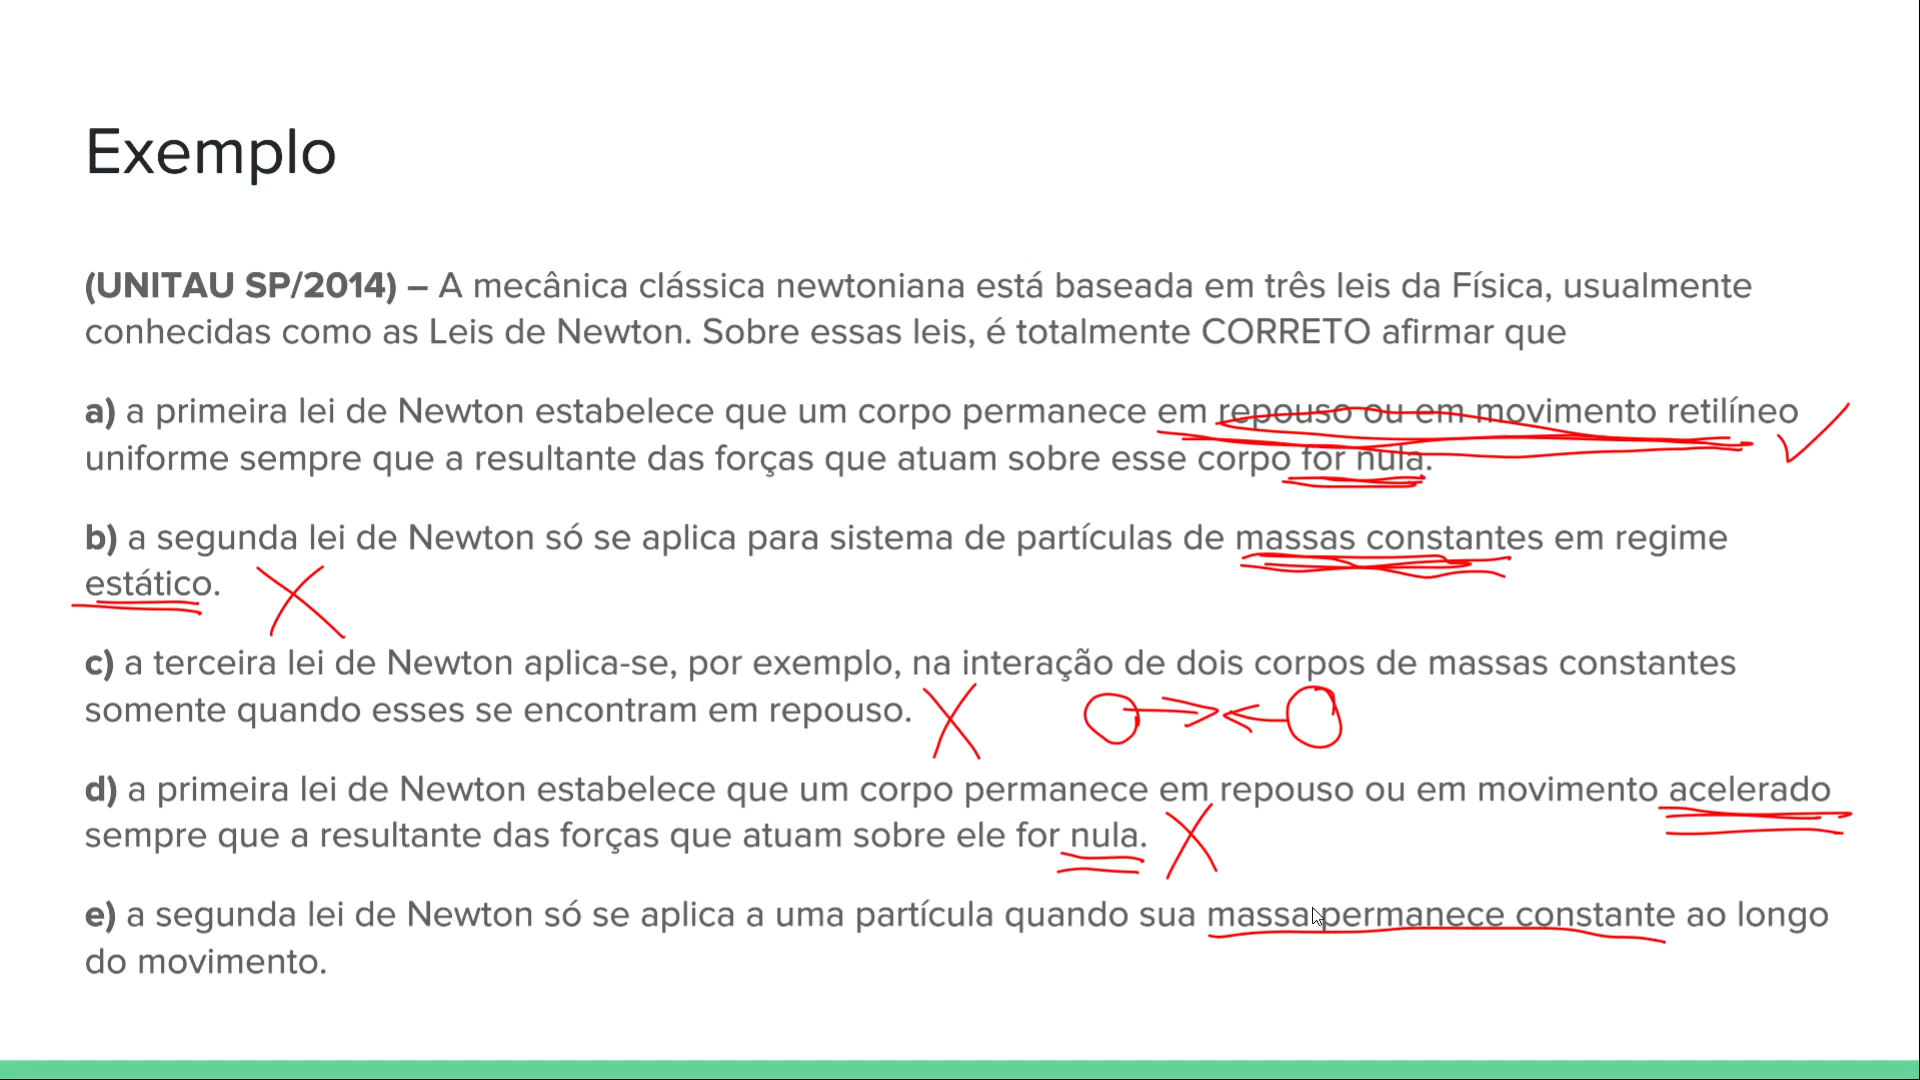 Exemplo
(UNITAU SP/2014) – A mecânica clássica newtoniana está baseada em três leis da Física, usualmente
conhecidas como as Leis de Newton. Sobre essas leis, é totalmente CORRETO afirmar que
a) a primeira lei de Newton estabelece que um corpo permanece em repouso ou em movimento retilíneo
uniforme sempre que a resultante das forças que atuam sobre esse corpo for nula.
b) a segunda lei de Newton só se aplica para sistema de partículas de massas constantes em regime
estático.
c) a terceira lei de Newton aplica-se, por exemplo, na interação de dois corpos de massas constantes
somente quando esses se encontram em repouso.
d) a primeira lei de Newton estabelece que um corpo permanece em repouso ou em movimento acelerado
sempre que a resultante das forças que atuam sobre ele for nula.
e) a segunda lei de Newton só se aplica a uma partícula quando sua massa permanece constante ao longo
do movimento.